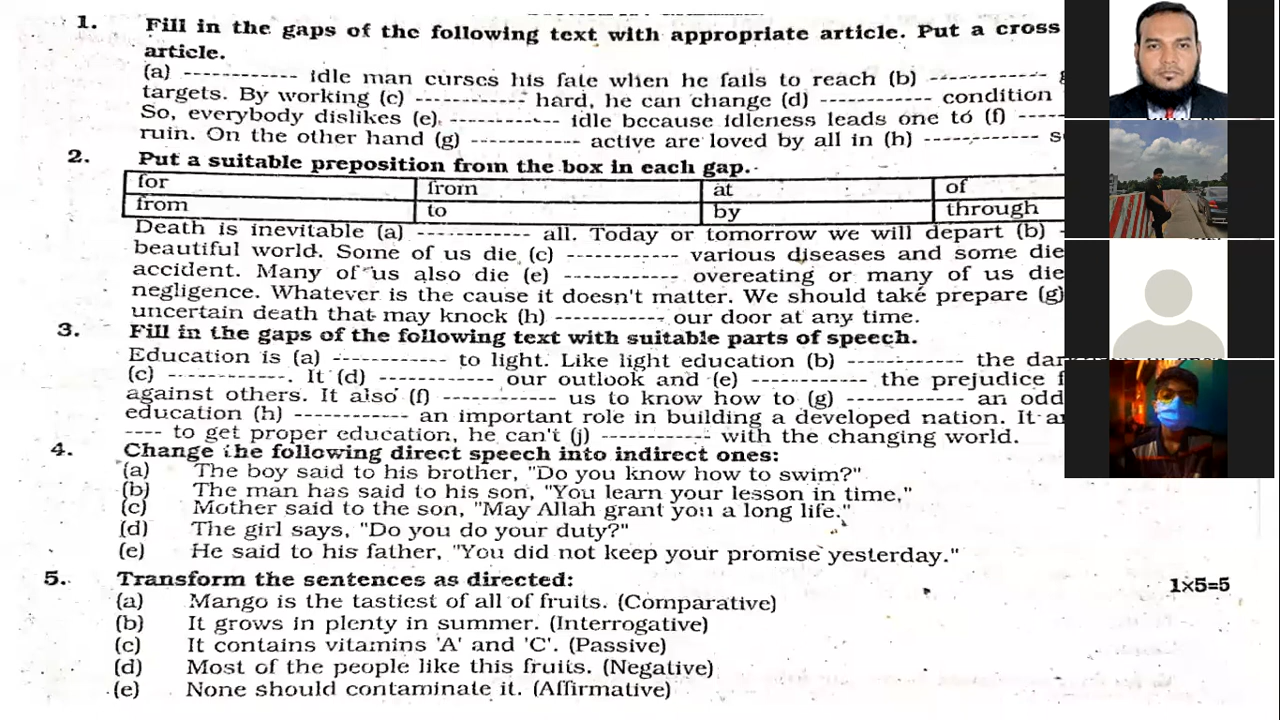 1. Fill in the gaps of the following text with appropriate article. Put a cross
article.
(a) ------------ idle man curses his fate when he fails to reach (b) -----------
targets. By working (c) ------------ hard, he can change (d) ------------ condition
So, everybody dislikes (e) ------------ idle because idleness leads one to (f) -----
ruin. On the other hand (g) ------------ active are loved by all in (h) ------------
2. Put a suitable preposition from the box in each gap.
for from at of
from to by through
Death is inevitable (a) ------------ all. Today or tomorrow we will depart (b) -
beautiful world. Some of us die (c) ------------ various diseases and some die
accident. Many of us also die (e) ------------ overeating or many of us die
negligence. Whatever is the cause it doesn't matter. We should take prepare (g)
uncertain death that may knock (h) ------------ our door at any time.
3. Fill in the gaps of the following text with suitable parts of speech.
Education is (a) ------------ to light. Like light education (b) ------------ the
(c) ------------. It (d) ------------ our outlook and (e) ------------ the prejudice
against others. It also (f) ------------ us to know how to (g) ------------ an odd
education (h) ------------ an important role in building a developed nation. It
---- to get proper education, he can't (j) ------------ with the changing world.
4. Change the following direct speech into indirect ones:
(a) The boy said to his brother, "Do you know how to swim?"
(b) The man has said to his son, "You learn your lesson in time,"
(c) Mother said to the son, "May Allah grant you a long life."
(d) The girl says, "Do you do your duty?"
(e) He said to his father, "You did not keep your promise yesterday."
5. Transform the sentences as directed: 1×5=5
(a) Mango is the tastiest of all of fruits. (Comparative)
(b) It grows in plenty in summer. (Interrogative)
(c) It contains vitamins 'A' and 'C'. (Passive)
(d) Most of the people like this fruits. (Negative)
(e) None should contaminate it. (Affirmative)